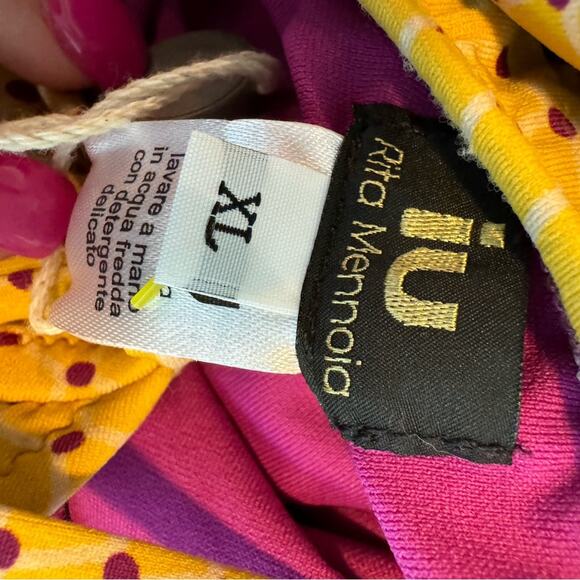 XL
lavare a mano
in acqua fredda
con detergente
delicato
iu
Rita Mennoia